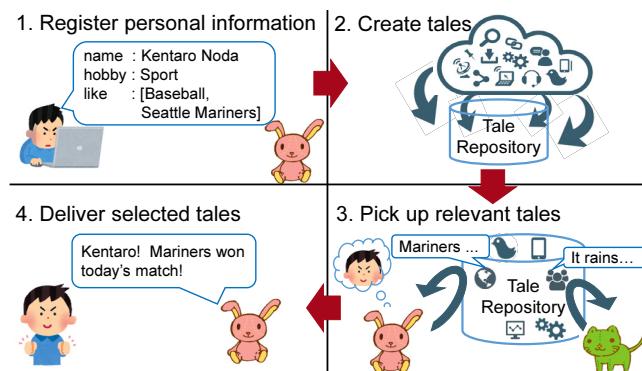 1. Register personal information
name : Kentaro Noda
hobby : Sport
like : [Baseball,
Seattle Mariners]
2. Create tales
Tale
Repository
4. Deliver selected tales
Kentaro! Mariners won
today's match!
3. Pick up relevant tales
Mariners ...
It rains...
Tale
Repository